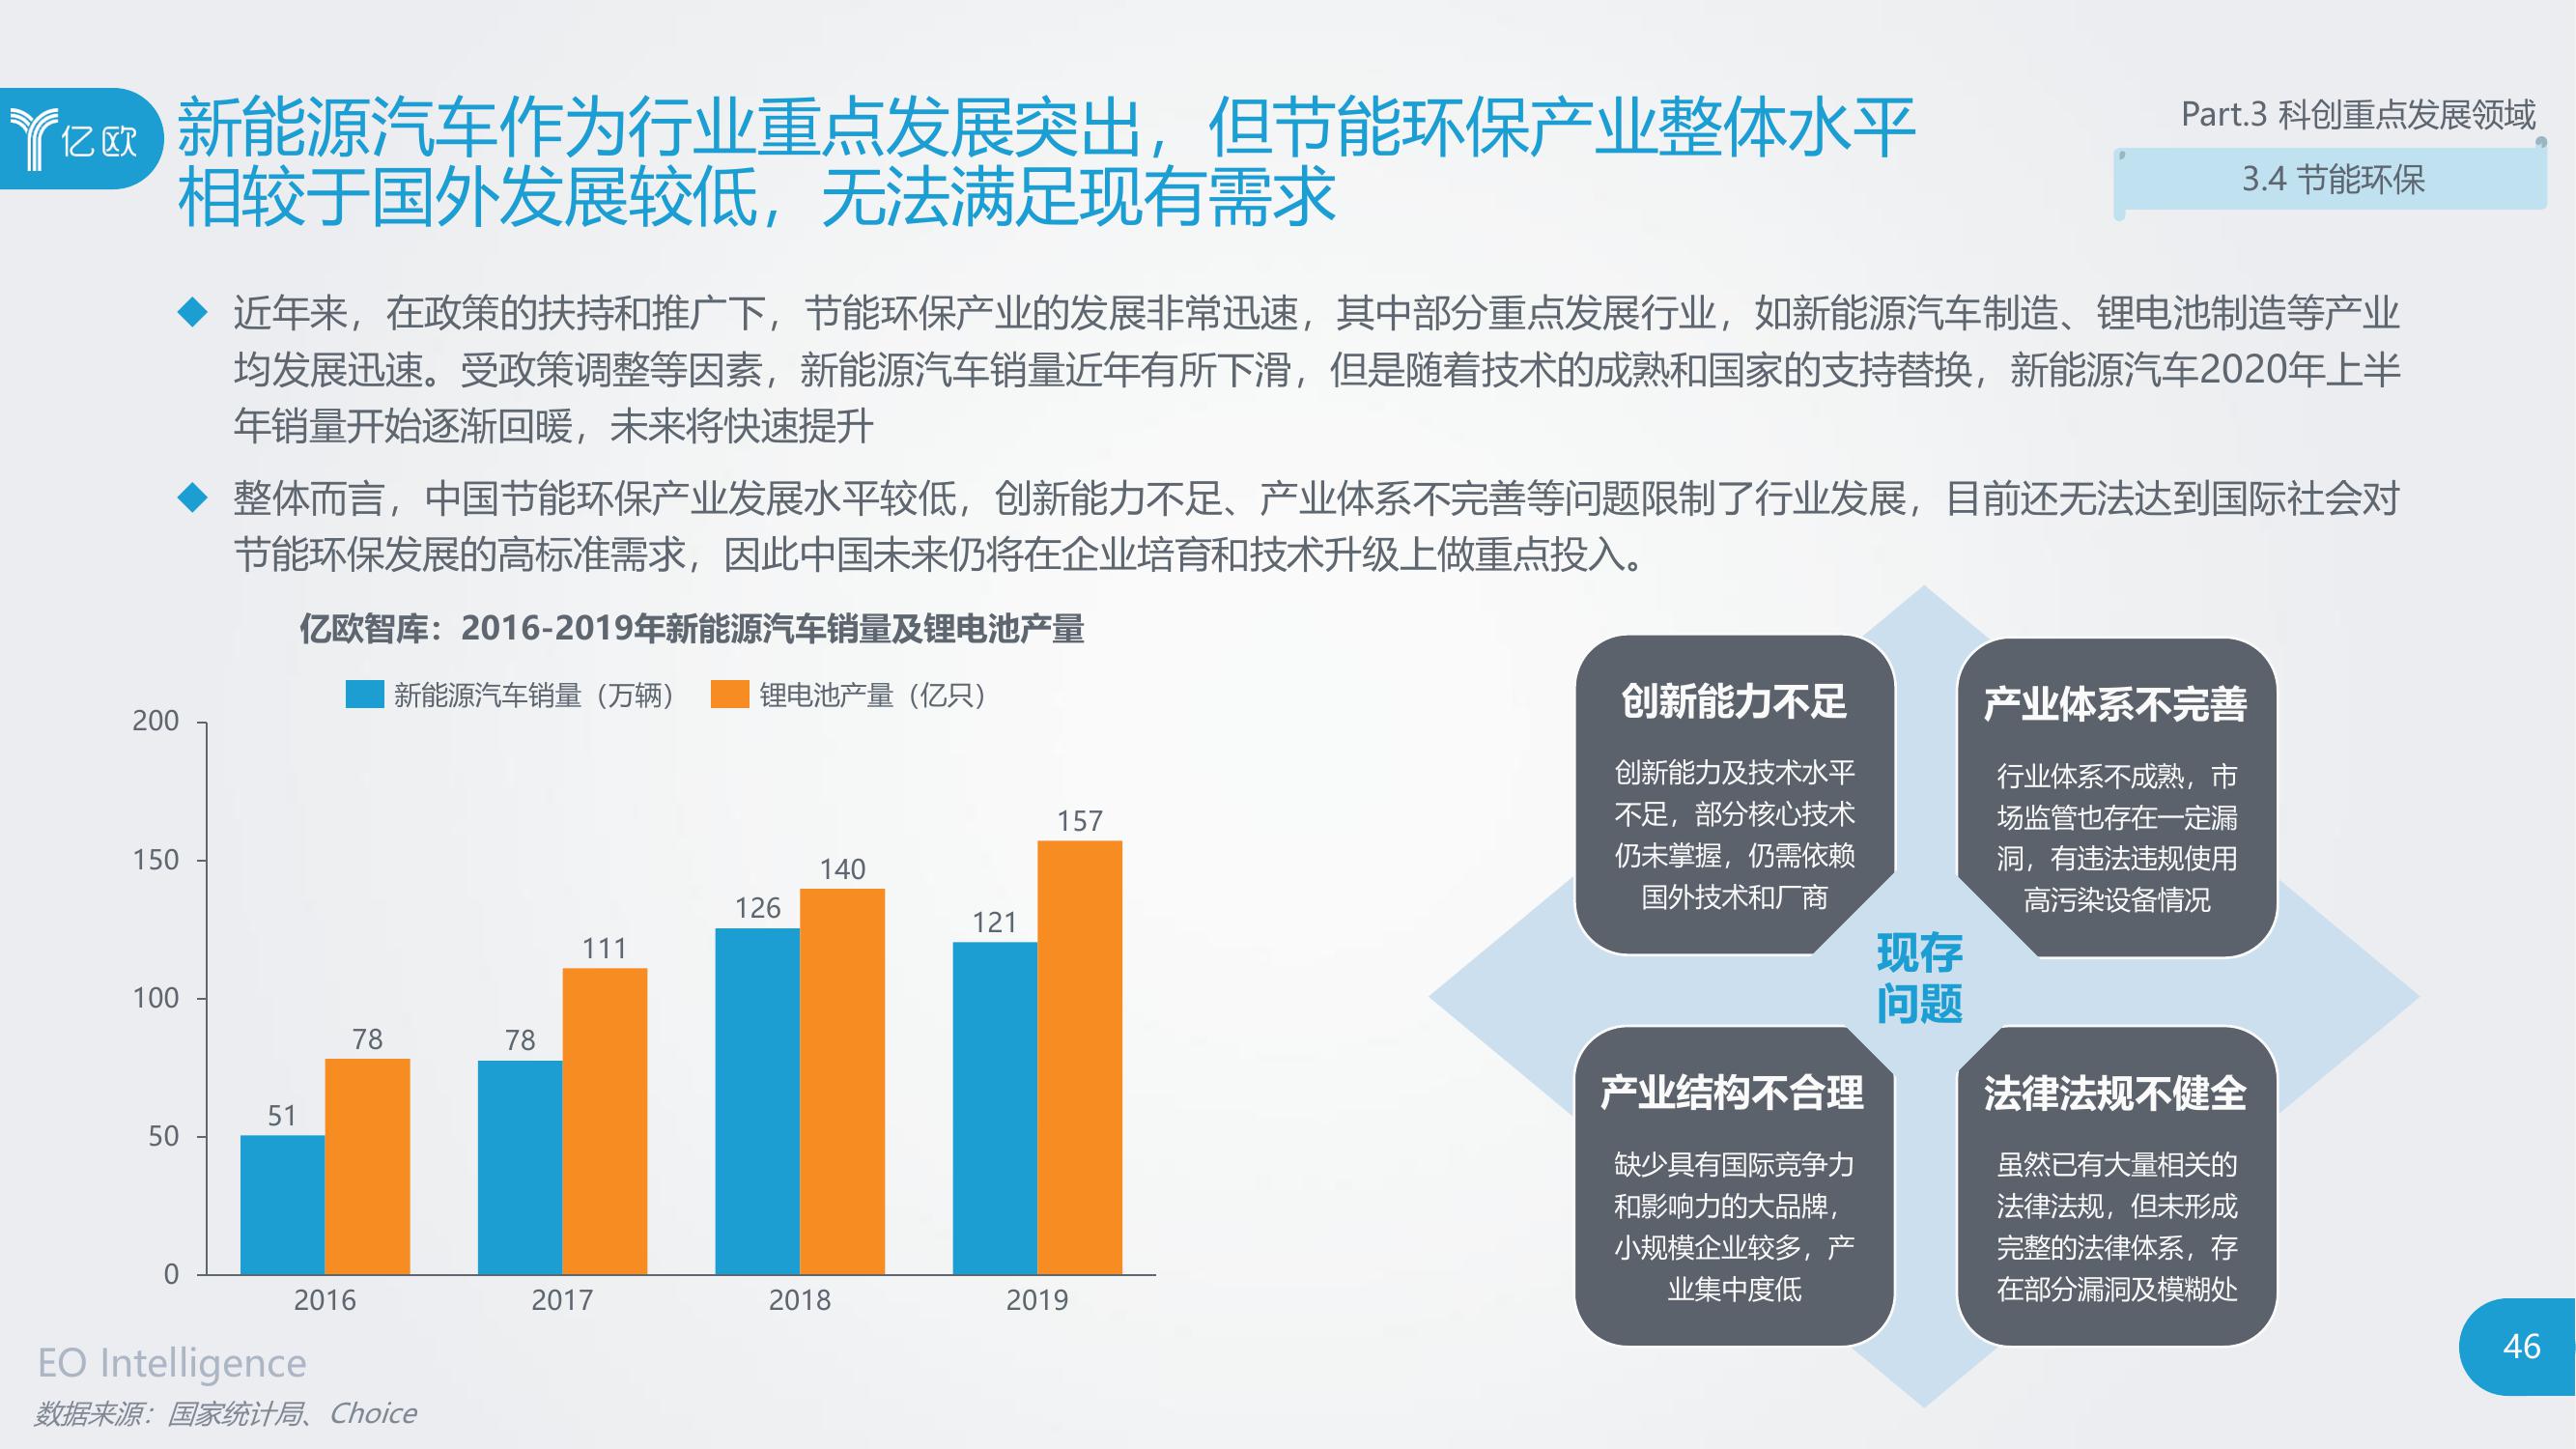 亿欧
新能源汽车作为行业重点发展突出，但节能环保产业整体水平
相较于国外发展较低，无法满足现有需求
Part.3 科创重点发展领域
3.4 节能环保
近年来，在政策的扶持和推广下，节能环保产业的发展非常迅速，其中部分重点发展行业，如新能源汽车制造、锂电池制造等产业
均发展迅速。受政策调整等因素，新能源汽车销量近年有所下滑，但是随着技术的成熟和国家的支持替换，新能源汽车2020年上半
年销量开始逐渐回暖，未来将快速提升
整体而言，中国节能环保产业发展水平较低，创新能力不足、产业体系不完善等问题限制了行业发展，目前还无法达到国际社会对
节能环保发展的高标准需求，因此中国未来仍将在企业培育和技术升级上做重点投入。
亿欧智库：2016-2019年新能源汽车销量及锂电池产量
新能源汽车销量（万辆） 锂电池产量（亿只）
200
150
100
50
0
51
78
78
111
126
140
121
157
2016 2017 2018 2019
创新能力不足
创新能力及技术水平
不足，部分核心技术
仍未掌握，仍需依赖
国外技术和厂商
产业体系不完善
行业体系不成熟，市
场监管也存在一定漏
洞，有违法违规使用
高污染设备情况
现存
问题
产业结构不合理
缺少具有国际竞争力
和影响力的大品牌，
小规模企业较多，产
业集中度低
法律法规不健全
虽然已有大量相关的
法律法规，但未形成
完整的法律体系，存
在部分漏洞及模糊处
EO Intelligence
数据来源：国家统计局、Choice
46